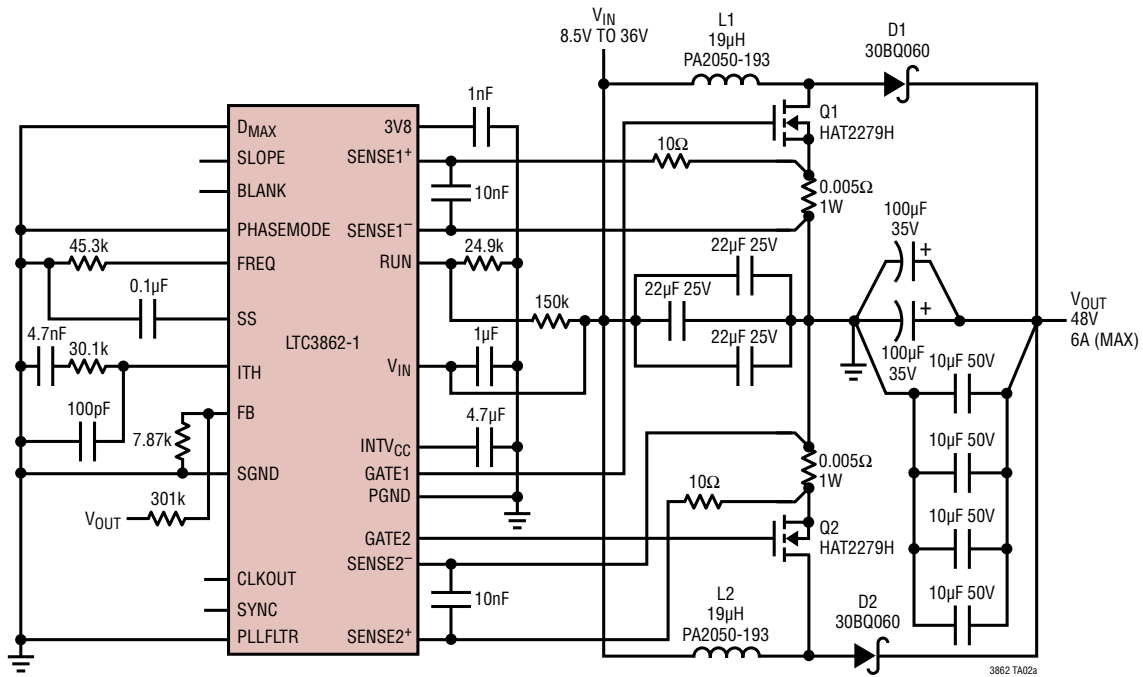 V_IN
8.5V TO 36V
L1
19µH
PA2050-193
D1
30BQ060
1nF
D_MAX
3V8
Q1
HAT2279H
SLOPE
SENSE1+
10Ω
BLANK
10nF
0.005Ω
1W
PHASEMODE
SENSE1−
100µF
35V
+
45.3k
24.9k
22µF 25V
FREQ
RUN
0.1µF
150k
22µF 25V
V_OUT
48V
6A (MAX)
SS
+
4.7nF
30.1k
LTC3862-1
1µF
22µF 25V
100µF
35V
ITH
V_IN
10µF 50V
100pF
FB
4.7µF
7.87k
INTV_CC
10µF 50V
SGND
GATE1
0.005Ω
1W
301k
PGND
10Ω
V_OUT
10µF 50V
GATE2
Q2
HAT2279H
SENSE2−
CLKOUT
10nF
10µF 50V
SYNC
L2
19µH
PA2050-193
D2
30BQ060
PLLFLTR
SENSE2+
3862 TA02a